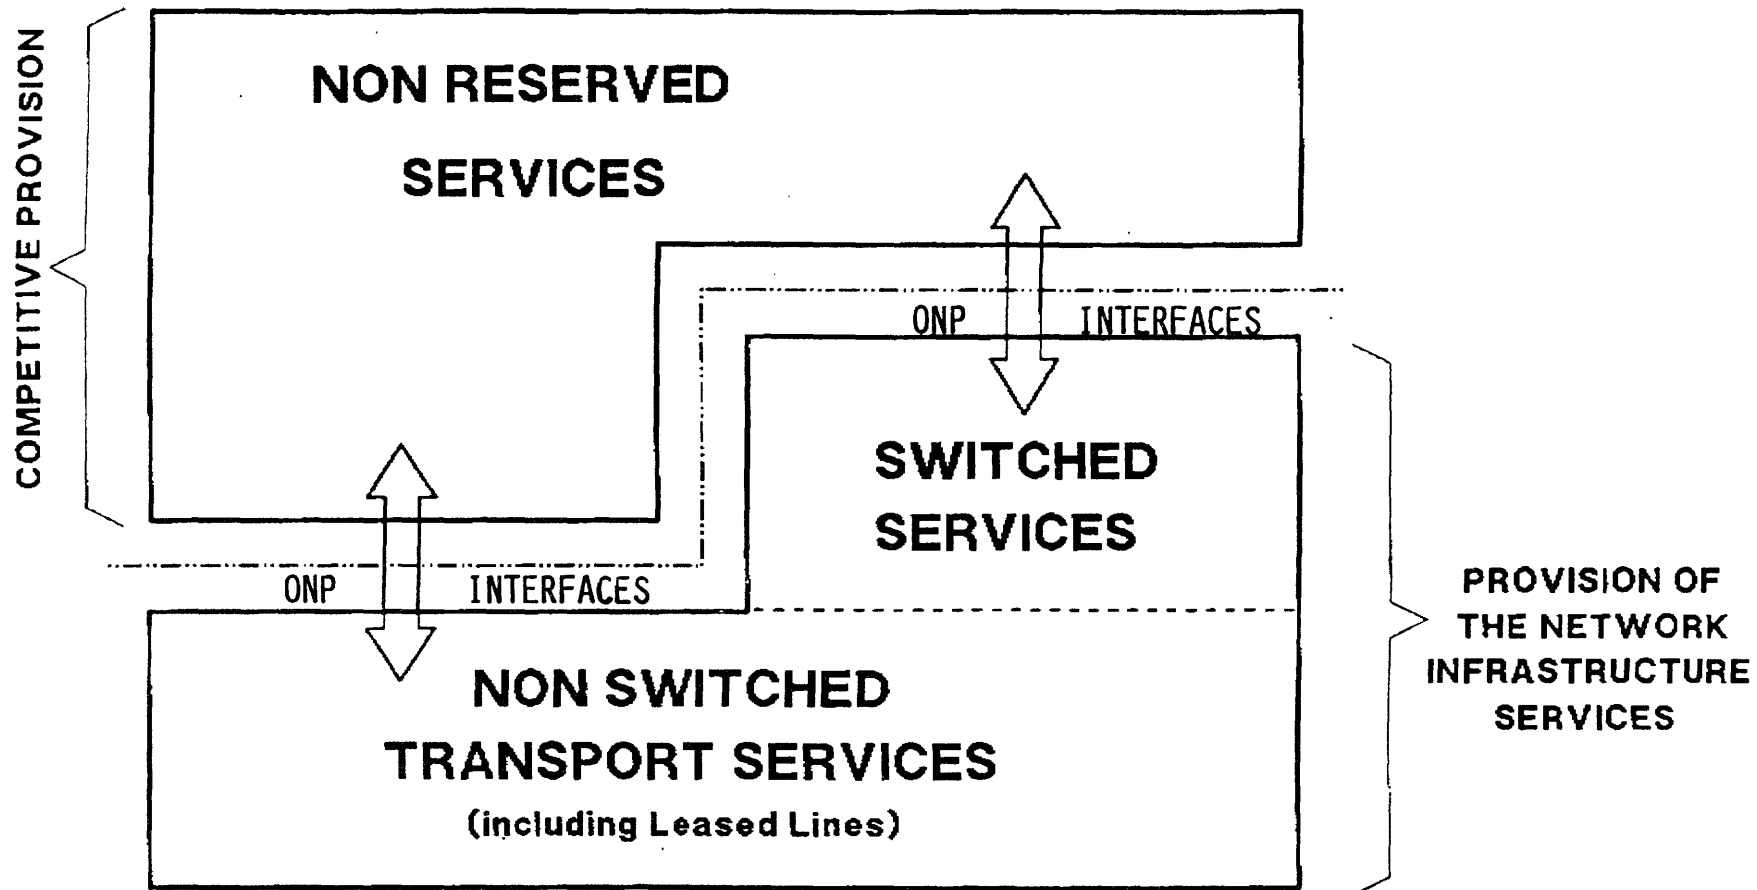 COMPETITIVE PROVISION
NON RESERVED
SERVICES
ONP INTERFACES
SWITCHED
SERVICES
ONP INTERFACES
NON SWITCHED
TRANSPORT SERVICES
(including Leased Lines)
PROVISION OF
THE NETWORK
INFRASTRUCTURE
SERVICES